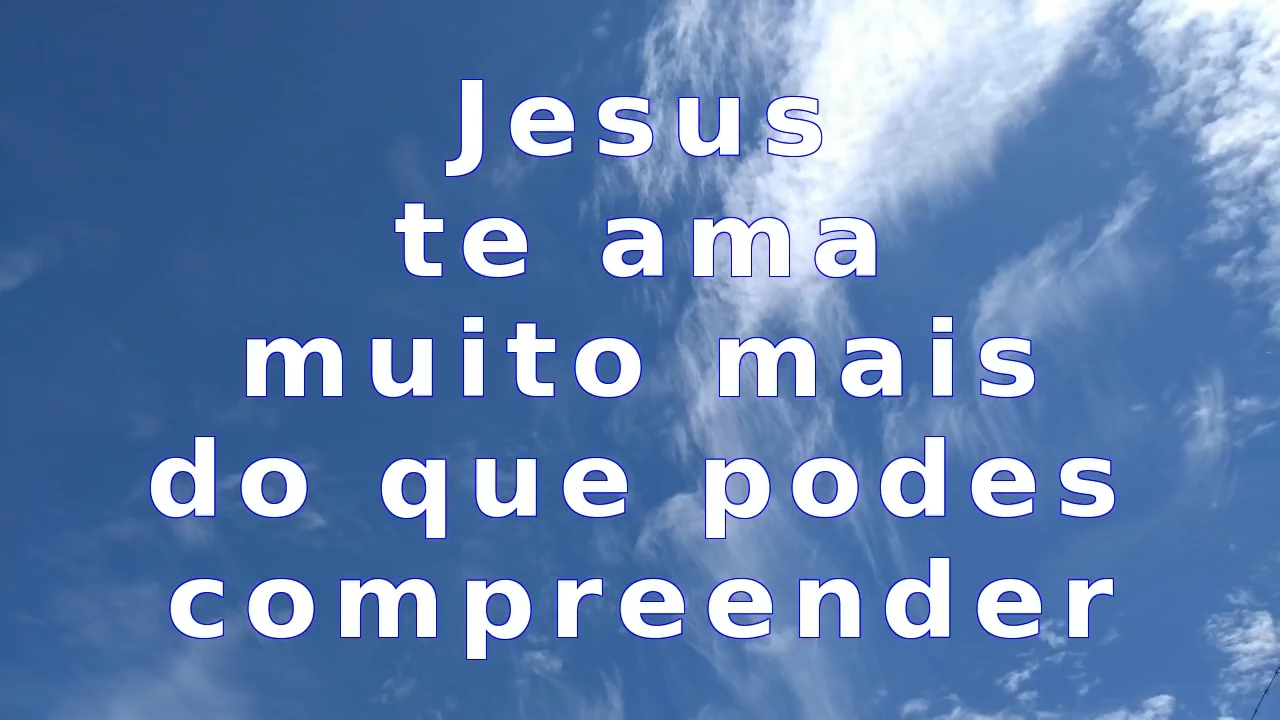 Jesus
te ama
muito mais
do que podes
compreender